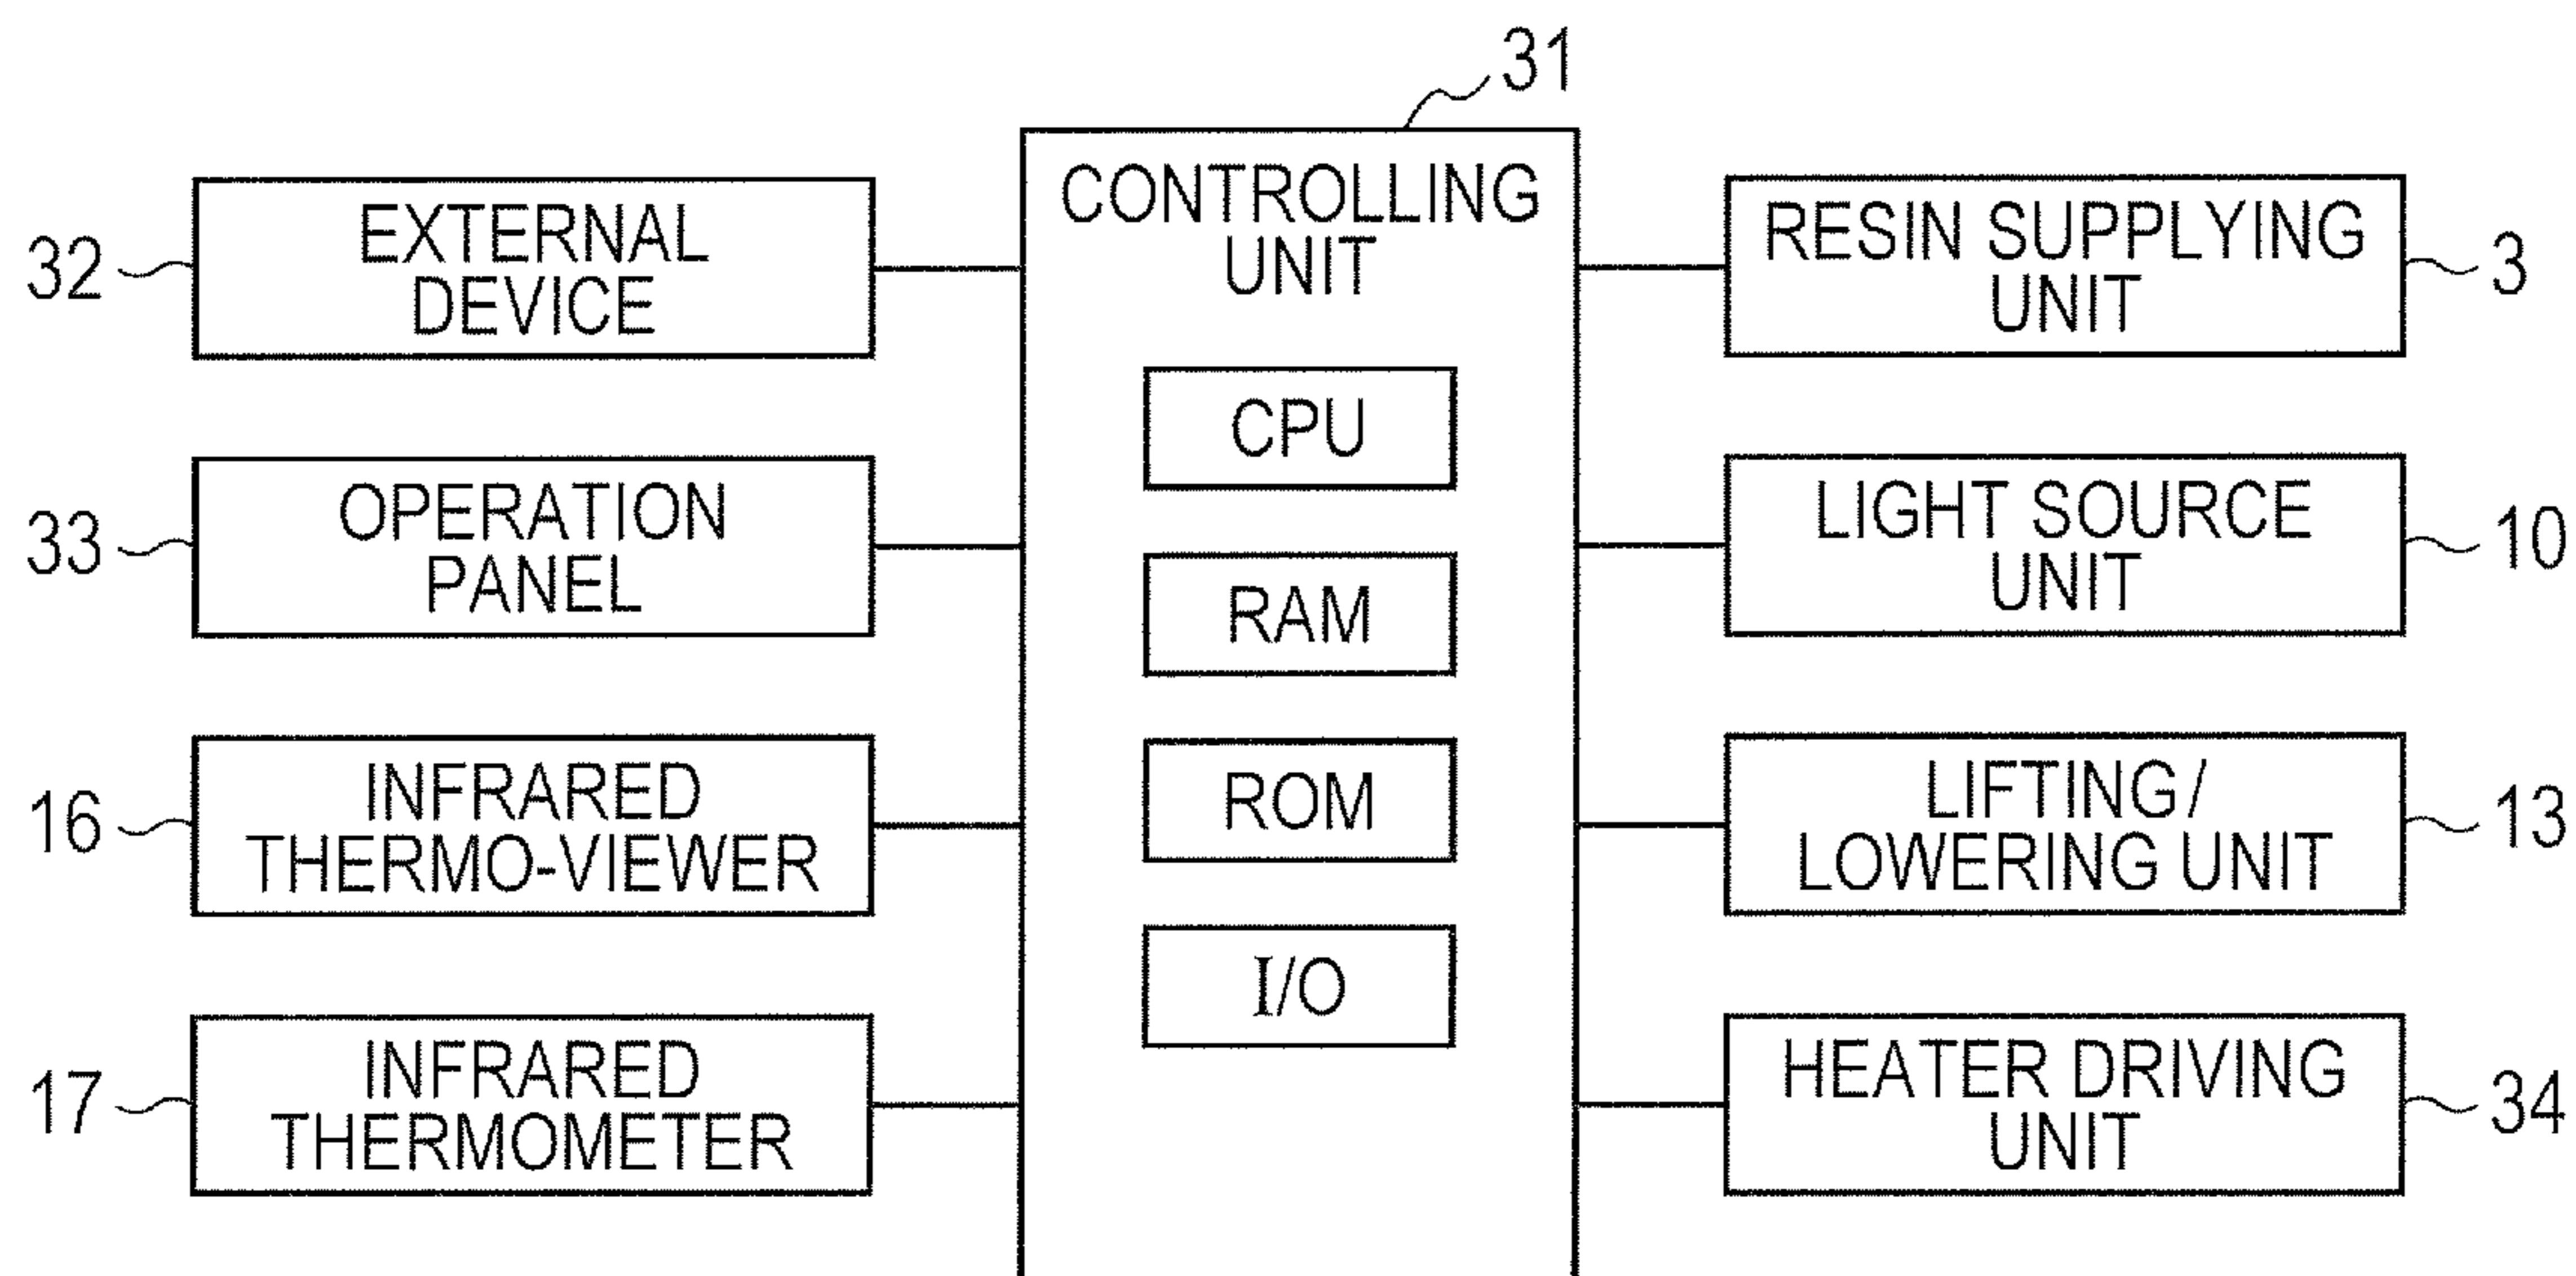 31
CONTROLLING
UNIT
CPU
RAM
ROM
I/O
32
EXTERNAL
DEVICE
33
OPERATION
PANEL
16
INFRARED
THERMO-VIEWER
17
INFRARED
THERMOMETER
RESIN SUPPLYING
UNIT
3
LIGHT SOURCE
UNIT
10
LIFTING/
LOWERING UNIT
13
HEATER DRIVING
UNIT
34